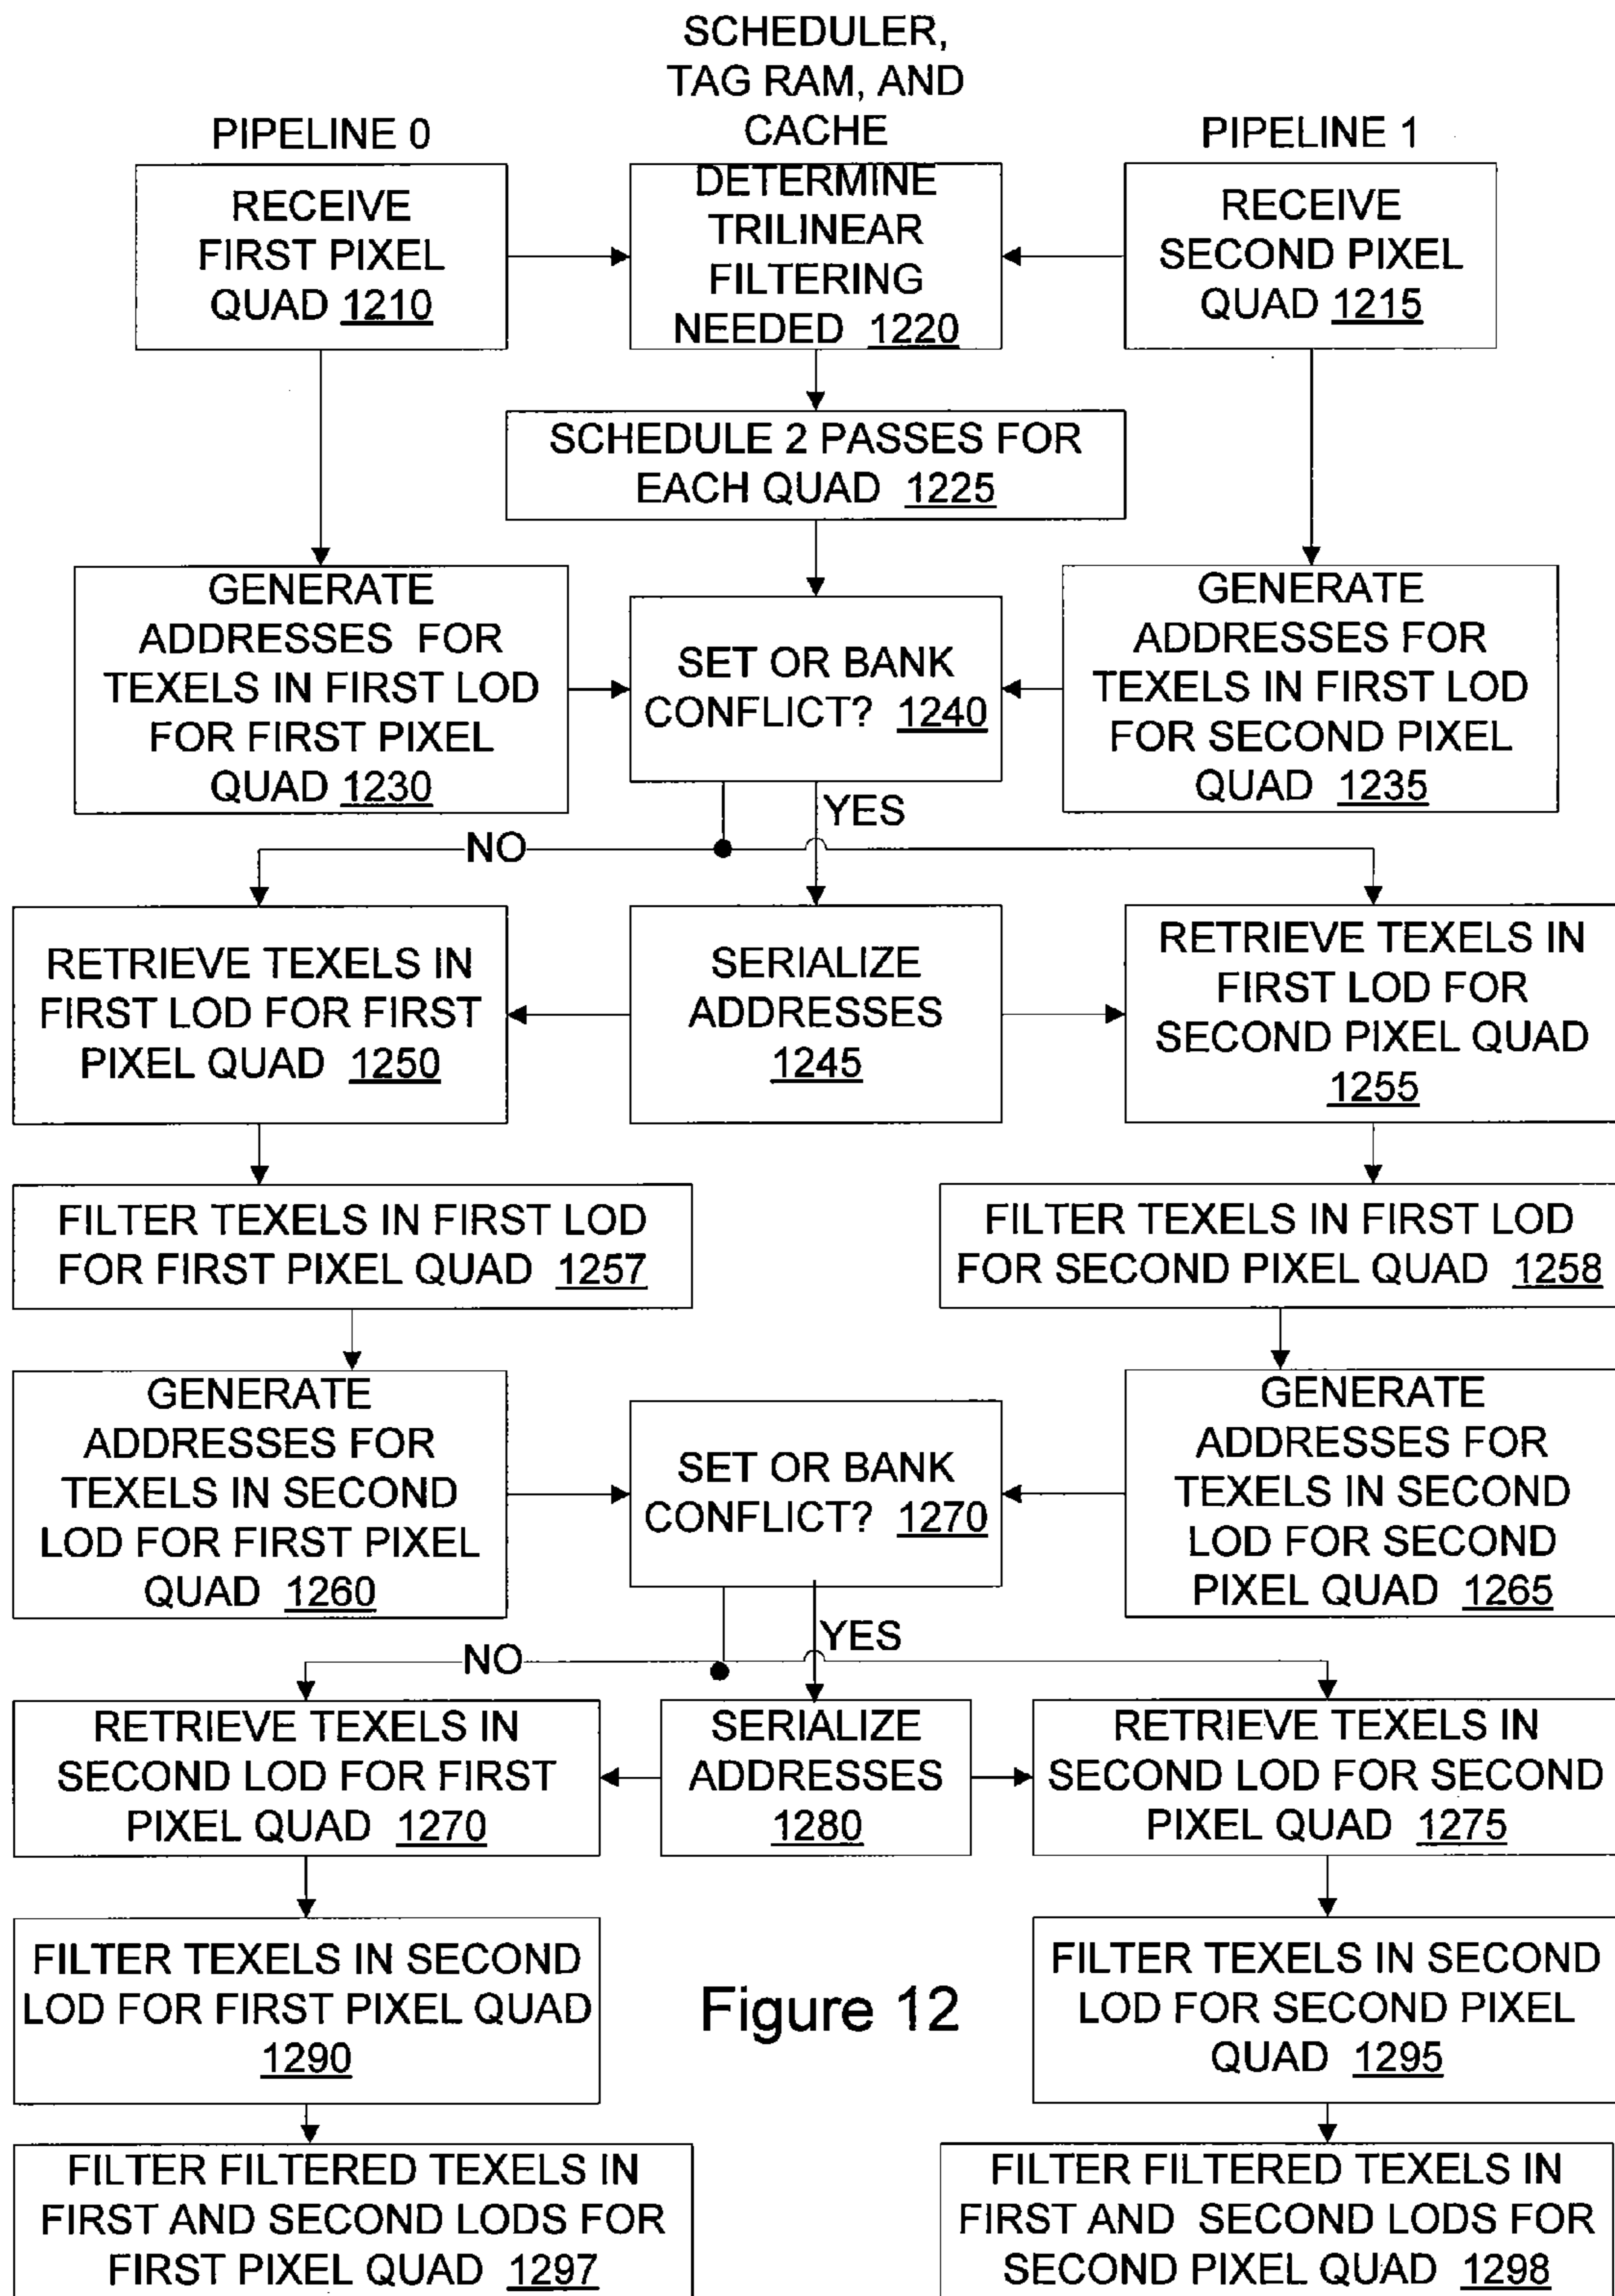 SCHEDULER,
TAG RAM, AND
CACHE
PIPELINE 0
PIPELINE 1
RECEIVE
FIRST PIXEL
QUAD 1210
DETERMINE
TRILINEAR
FILTERING
NEEDED 1220
RECEIVE
SECOND PIXEL
QUAD 1215
SCHEDULE 2 PASSES FOR
EACH QUAD 1225
GENERATE
ADDRESSES FOR
TEXELS IN FIRST LOD
FOR FIRST PIXEL
QUAD 1230
SET OR BANK
CONFLICT? 1240
GENERATE
ADDRESSES FOR
TEXELS IN FIRST LOD
FOR SECOND PIXEL
QUAD 1235
YES
NO
RETRIEVE TEXELS IN
FIRST LOD FOR FIRST
PIXEL QUAD 1250
SERIALIZE
ADDRESSES
1245
RETRIEVE TEXELS IN
FIRST LOD FOR
SECOND PIXEL QUAD
1255
FILTER TEXELS IN FIRST LOD
FOR FIRST PIXEL QUAD 1257
FILTER TEXELS IN FIRST LOD
FOR SECOND PIXEL QUAD 1258
GENERATE
ADDRESSES FOR
TEXELS IN SECOND
LOD FOR FIRST PIXEL
QUAD 1260
SET OR BANK
CONFLICT? 1270
GENERATE
ADDRESSES FOR
TEXELS IN SECOND
LOD FOR SECOND
PIXEL QUAD 1265
YES
NO
RETRIEVE TEXELS IN
SECOND LOD FOR FIRST
PIXEL QUAD 1270
SERIALIZE
ADDRESSES
1280
RETRIEVE TEXELS IN
SECOND LOD FOR SECOND
PIXEL QUAD 1275
FILTER TEXELS IN SECOND
LOD FOR FIRST PIXEL QUAD
1290
Figure 12
FILTER TEXELS IN SECOND
LOD FOR SECOND PIXEL
QUAD 1295
FILTER FILTERED TEXELS IN
FIRST AND SECOND LODS FOR
FIRST PIXEL QUAD 1297
FILTER FILTERED TEXELS IN
FIRST AND SECOND LODS FOR
SECOND PIXEL QUAD 1298